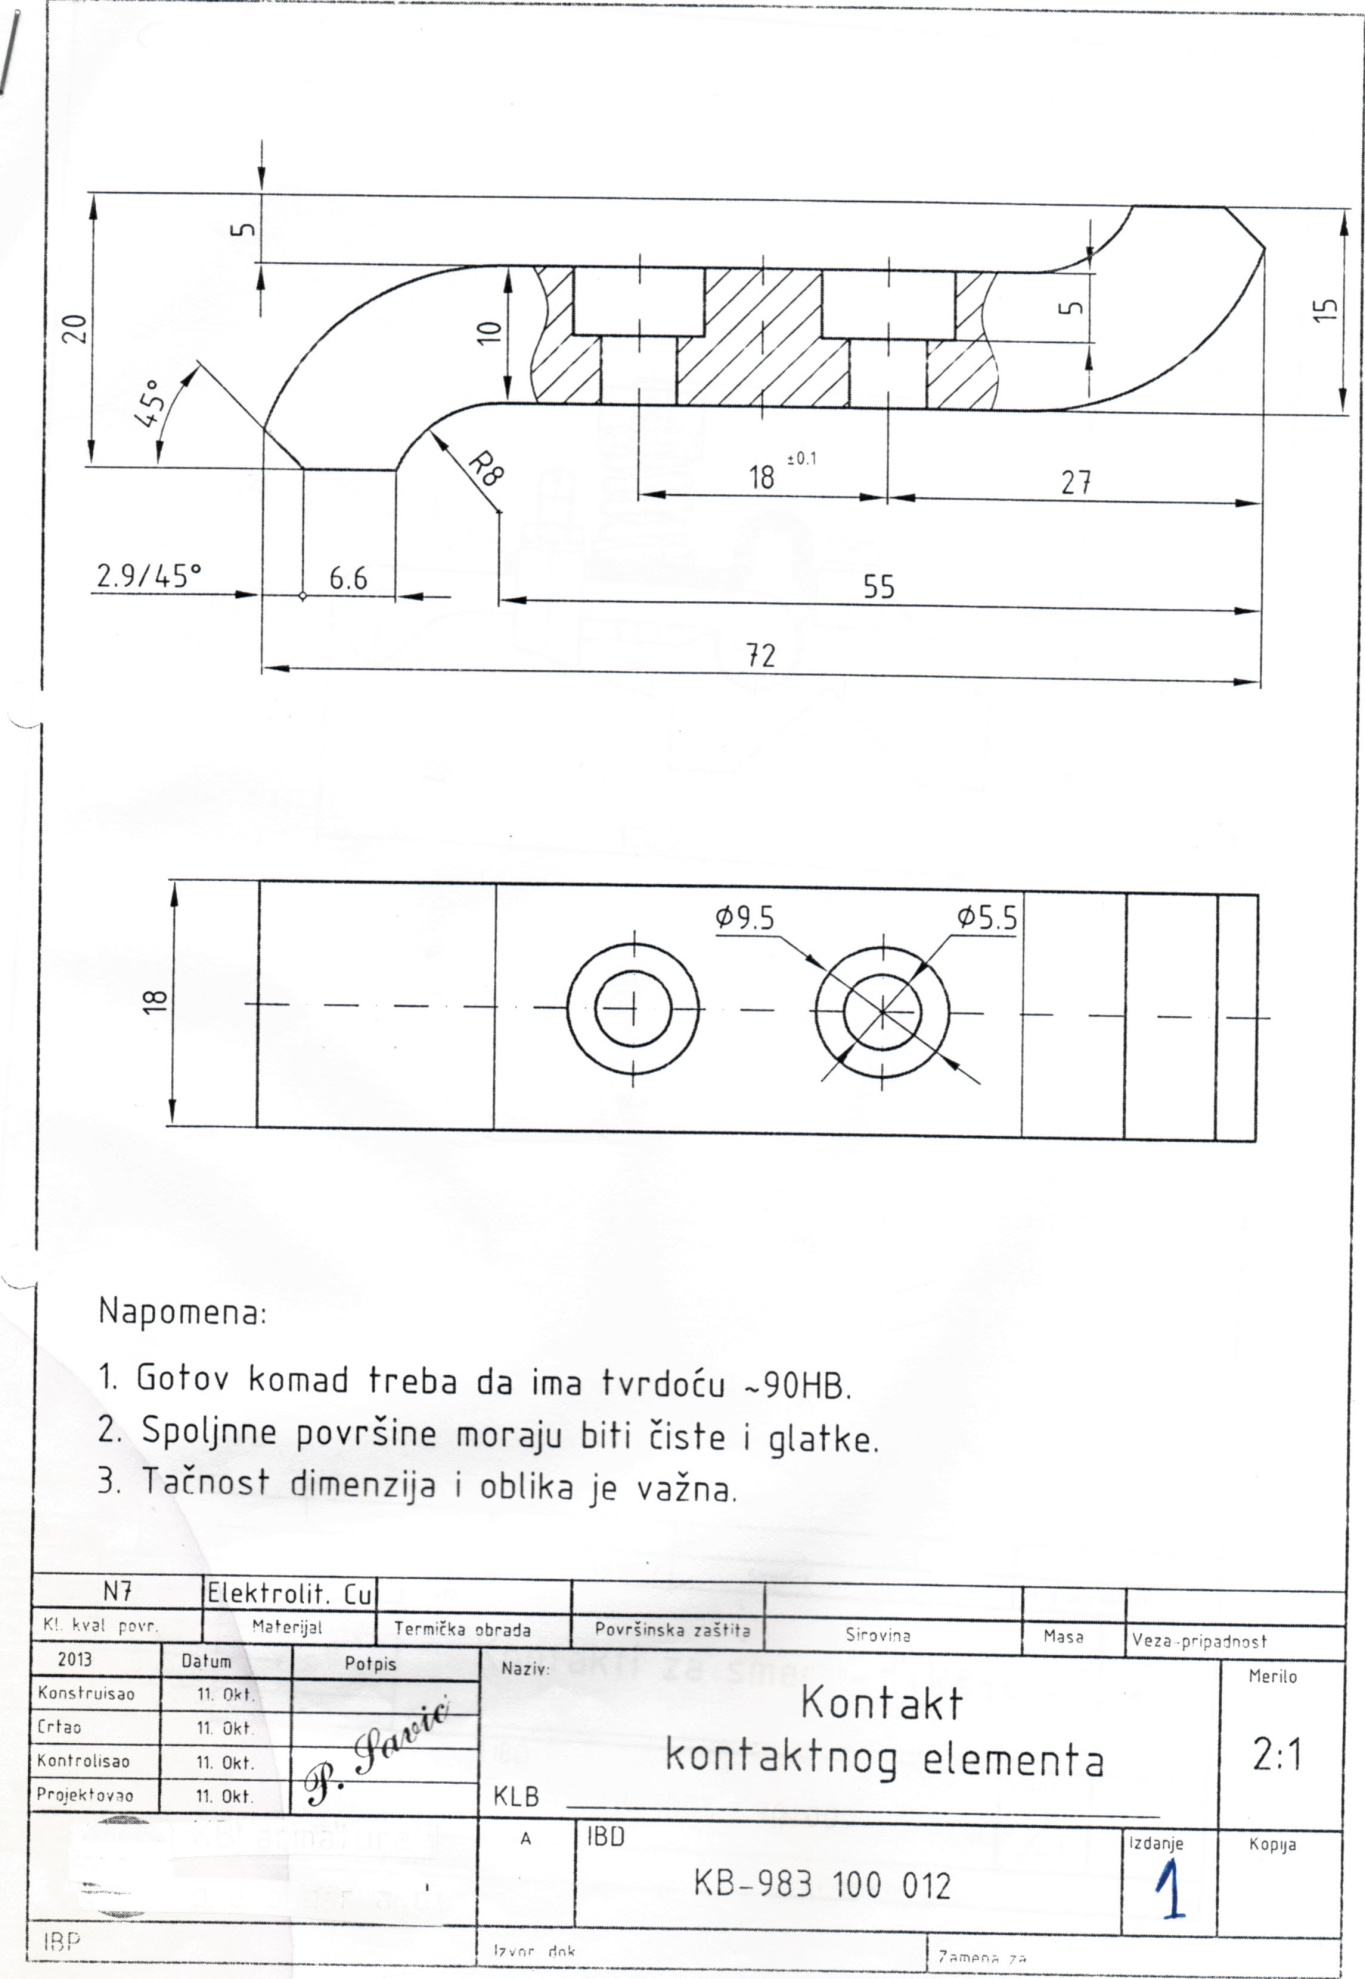 5
20
45°
10
5
15
R8
18 ±0.1
27
2.9/45°
6.6
55
72
18
Ø9.5
Ø5.5
Napomena:
1. Gotov komad treba da ima tvrdoću ~90HB.
2. Spoljnne površine moraju biti čiste i glatke.
3. Tačnost dimenzija i oblika je važna.
N7 Elektrolit. Cu
Kl. kval povr. Materijal Termička obrada Površinska zaštita Sirovina Masa Veza-pripadnost
2013 Datum Potpis
Konstruisao 11. Okt.
Crtao 11. Okt.
Kontrolisao 11. Okt.
Projektovao 11. Okt.
P. Savić
Naziv:
Kontakt
kontaktnog elementa
KLB
Merilo
2:1
A
IBD
KB-983 100 012
Izdanje
1
Kopija
IBP
Izvor dok
Zamena za